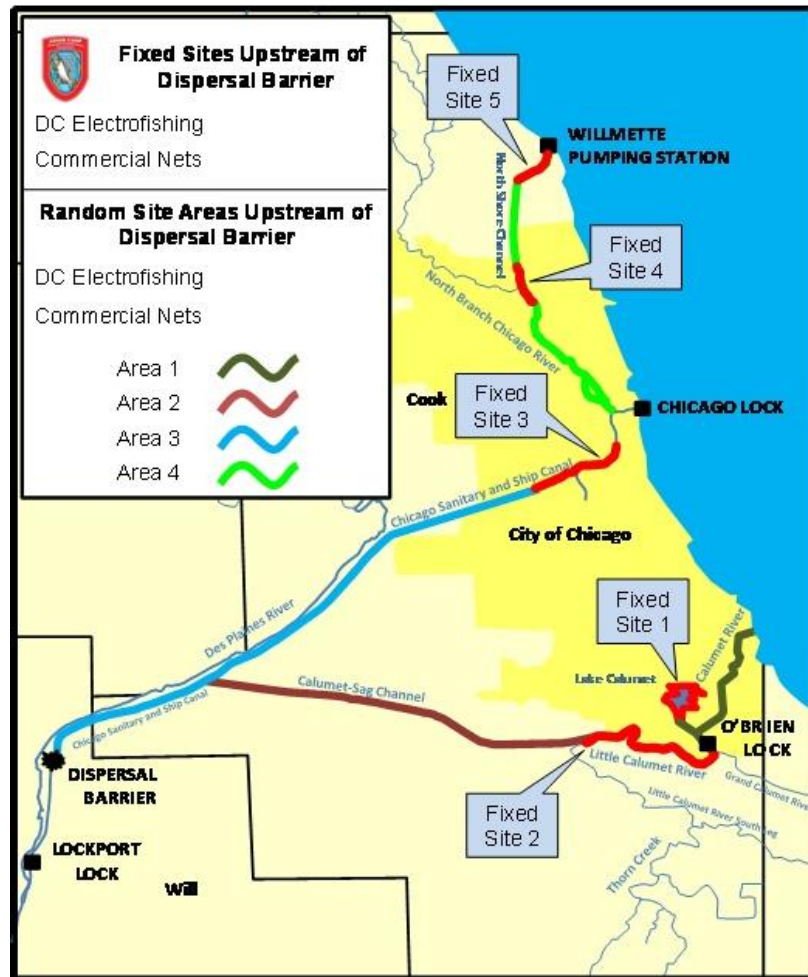 Fixed Sites Upstream of
Dispersal Barrier
DC Electrofishing
Commercial Nets
Random Site Areas Upstream of
Dispersal Barrier
DC Electrofishing
Commercial Nets
Area 1
Area 2
Area 3
Area 4
Fixed
Site 5
WILLMETTE
PUMPING STATION
North Shore Channel
Fixed
Site 4
North Branch Chicago River
Cook
Fixed
Site 3
CHICAGO LOCK
Chicago Sanitary and Ship Canal
City of Chicago
Des Plaines River
Fixed
Site 1
Calumet River
Lake Calumet
Calumet-Sag Channel
Chicago Sanitary and Ship Canal
O'BRIEN
LOCK
DISPERSAL
BARRIER
Little Calumet River
Grand Calumet River
Little Calumet River South Leg
Fixed
Site 2
Thorn Creek
LOCKPORT
LOCK
Will